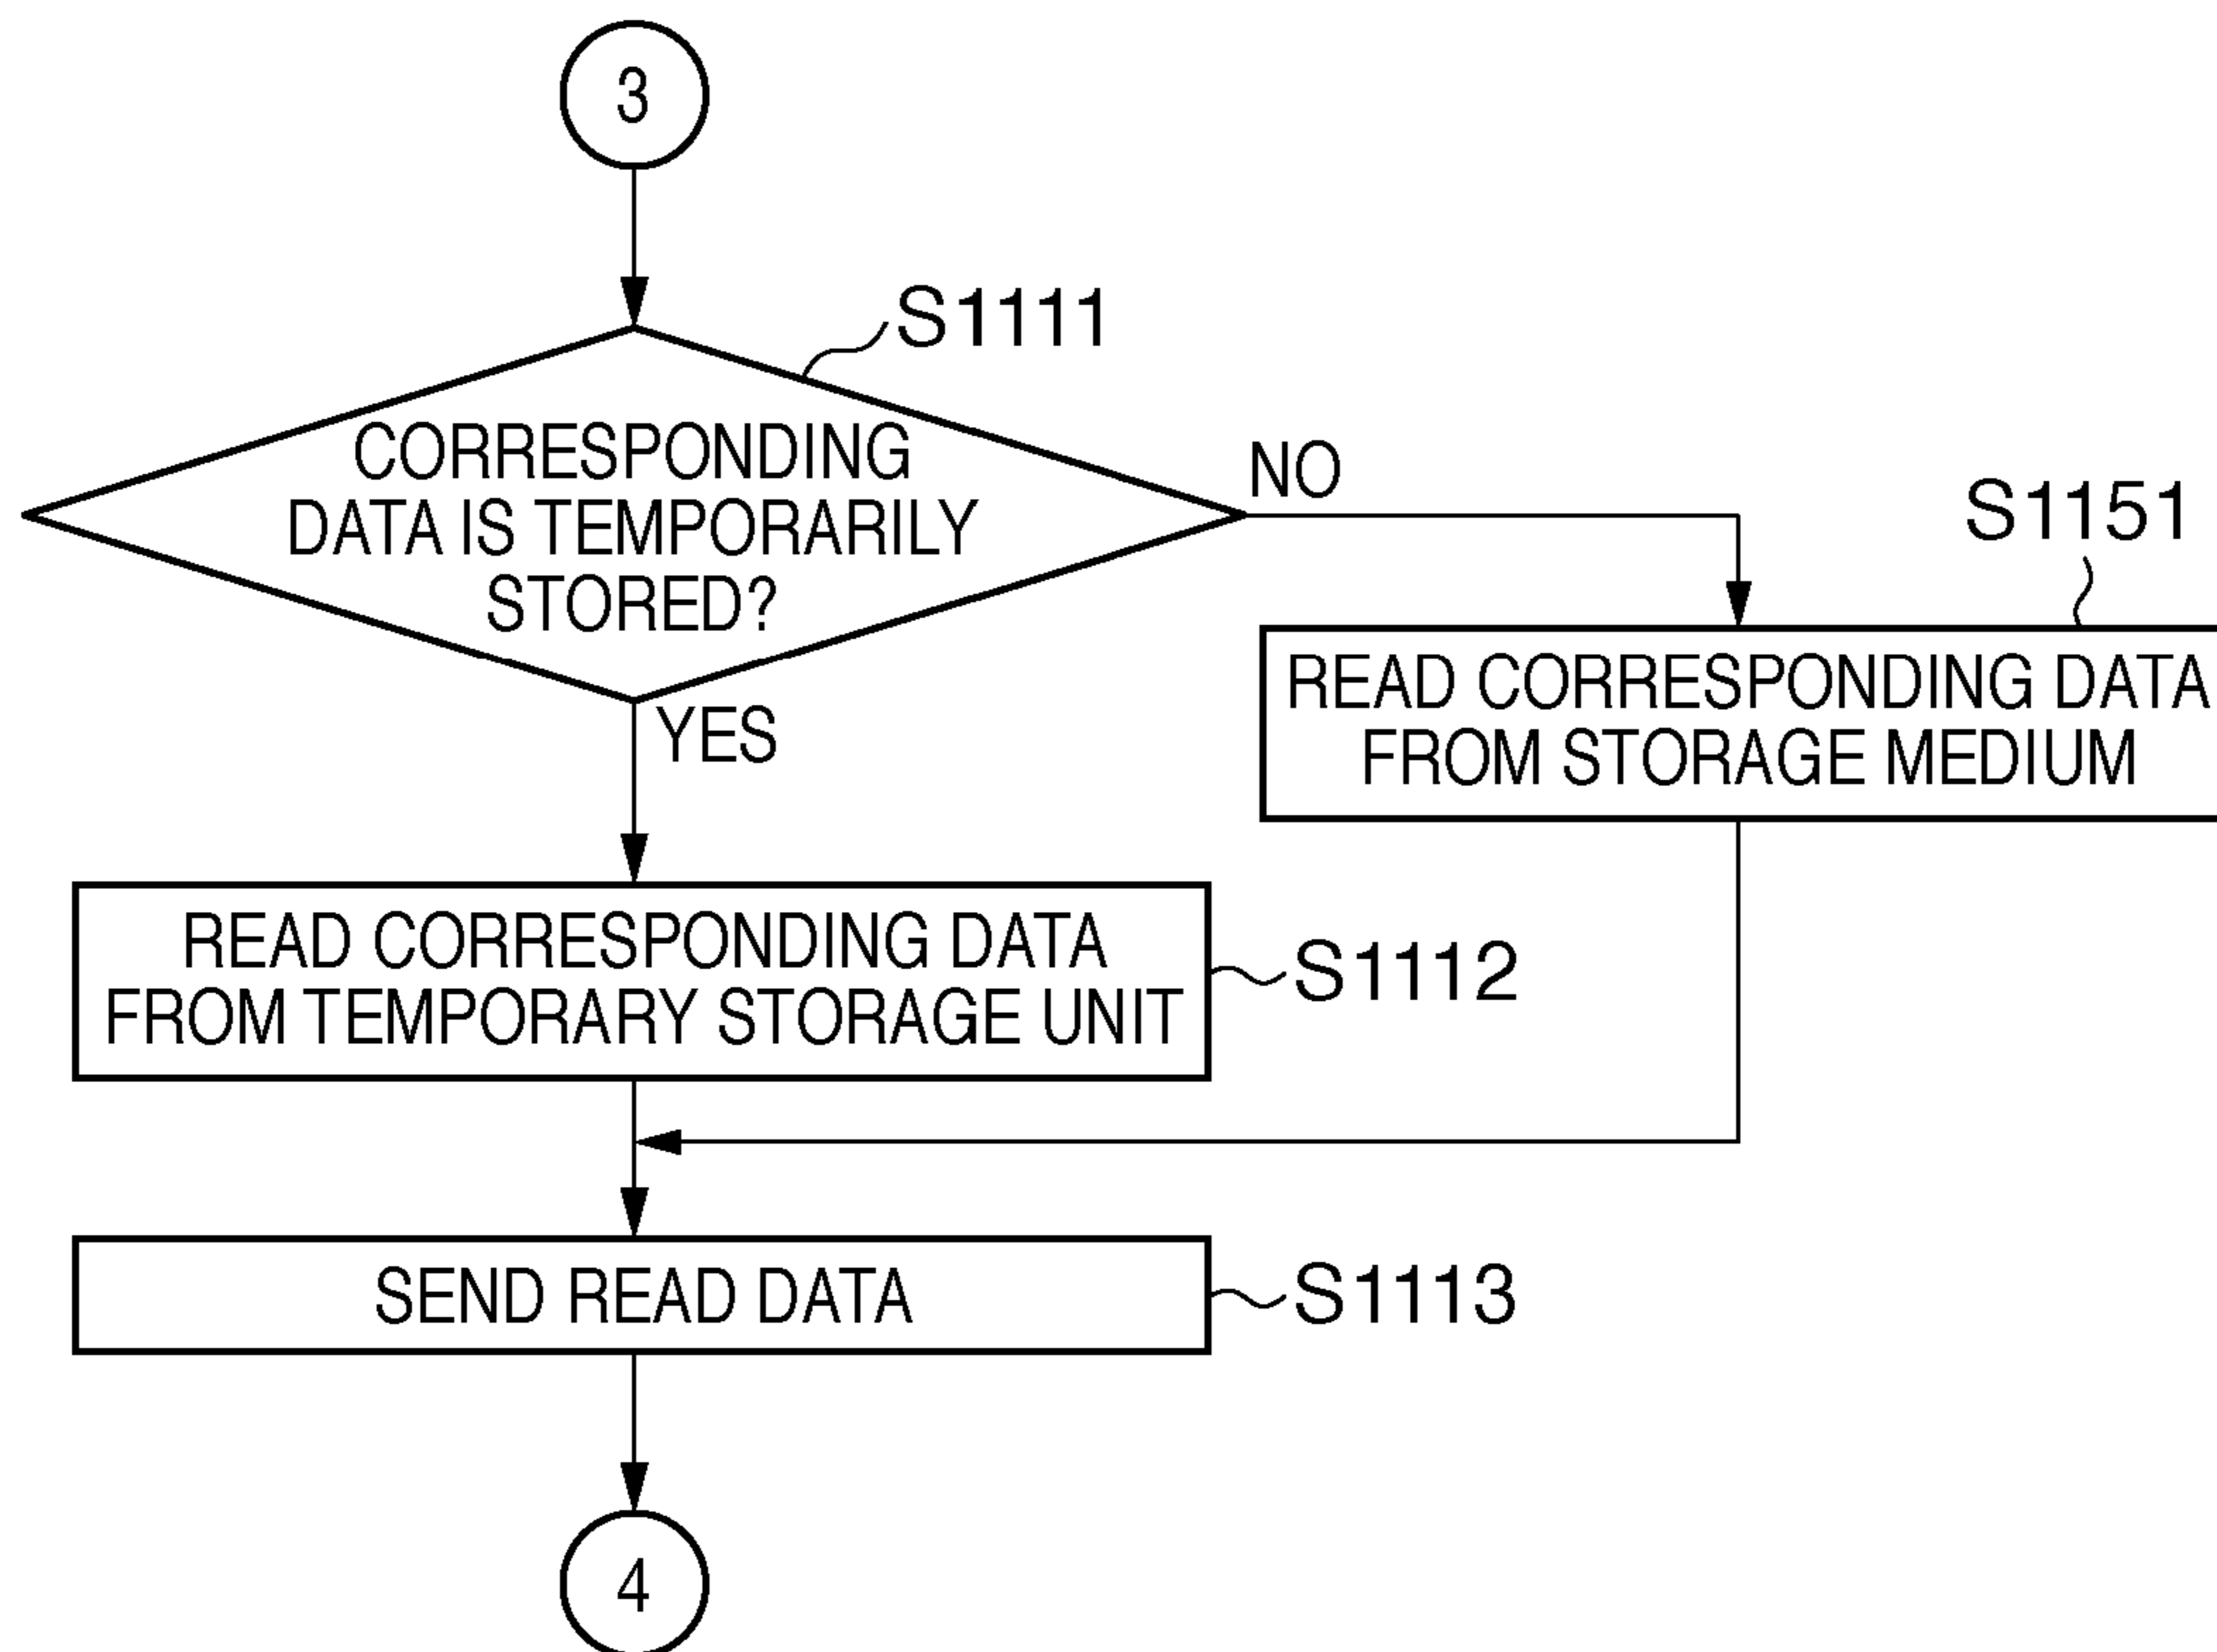 3
S1111
CORRESPONDING
DATA IS TEMPORARILY
STORED?
NO
YES
S1151
READ CORRESPONDING DATA
FROM STORAGE MEDIUM
READ CORRESPONDING DATA
FROM TEMPORARY STORAGE UNIT
S1112
SEND READ DATA
S1113
4